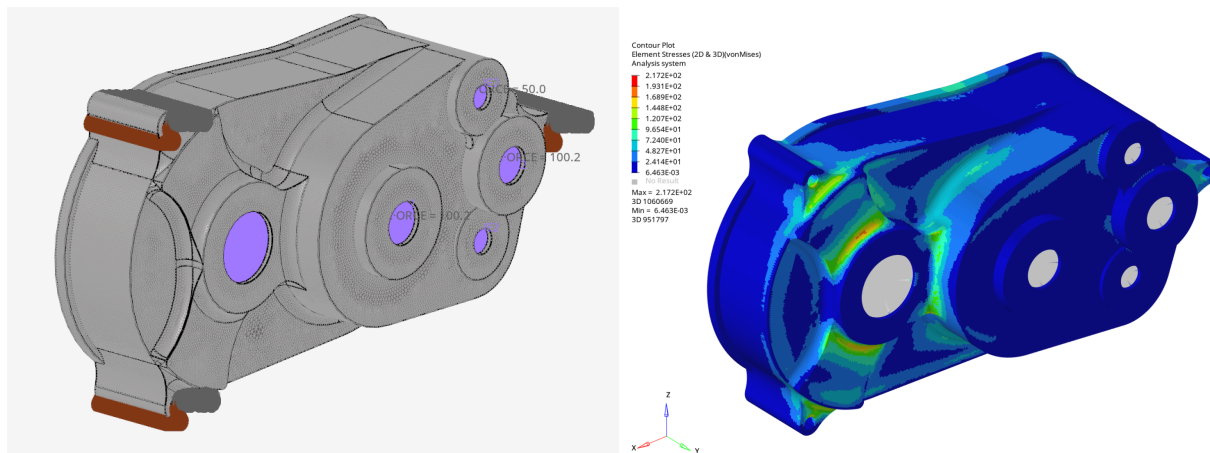 ORCE = 50.0
ORCE = 100.2
ORCE = 100.2
Contour Plot
Element Stresses (2D & 3D)(vonMises)
Analysis system
2.172E+02
1.931E+02
1.689E+02
1.448E+02
1.207E+02
9.654E+01
7.240E+01
4.827E+01
2.414E+01
6.463E-03
No Result
Max = 2.172E+02
3D 1060669
Min = 6.463E-03
3D 951797
Z
X
Y